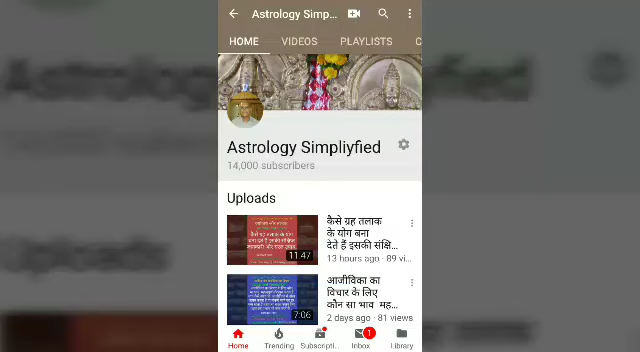 Astrology Simp...
HOME VIDEOS PLAYLISTS C
Astrology Simpliyfied
14,000 subscribers
Uploads
कैसे ग्रह तलाक
के योग बना
देते हैं इसकी संक्षि...
13 hours ago · 89 vi...
11:47
आजीविका का
विचार के लिए
कौन सा भाव मह...
2 days ago · 81 views
7:06
1
Home Trending Subscripti... Inbox Library